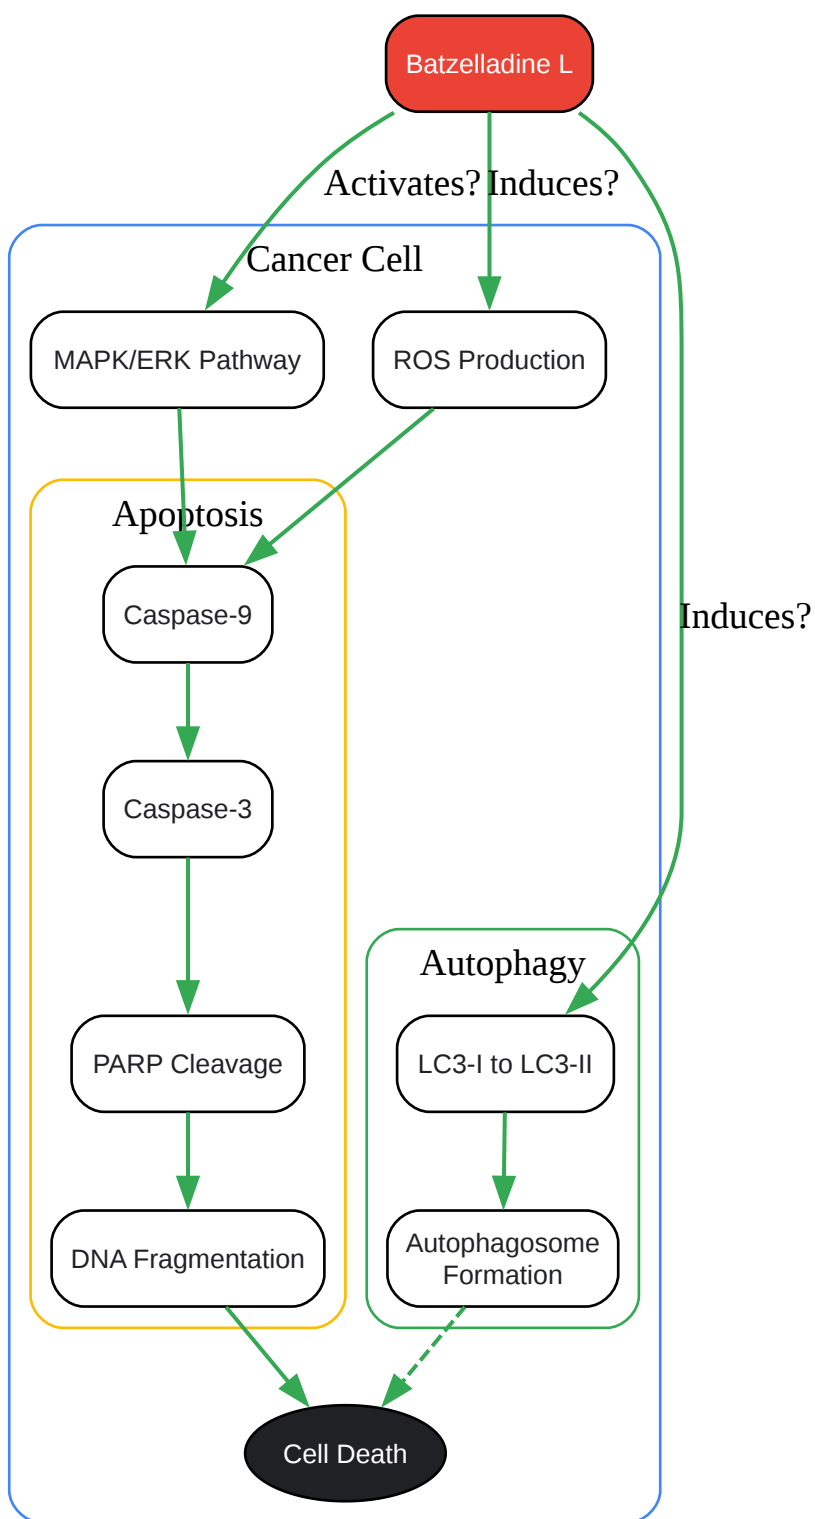 Batzelladine L
Activates?
Induces?
Cancer Cell
MAPK/ERK Pathway
ROS Production
Apoptosis
Caspase-9
Induces?
Caspase-3
Autophagy
PARP Cleavage
LC3-I to LC3-II
DNA Fragmentation
Autophagosome
Formation
Cell Death